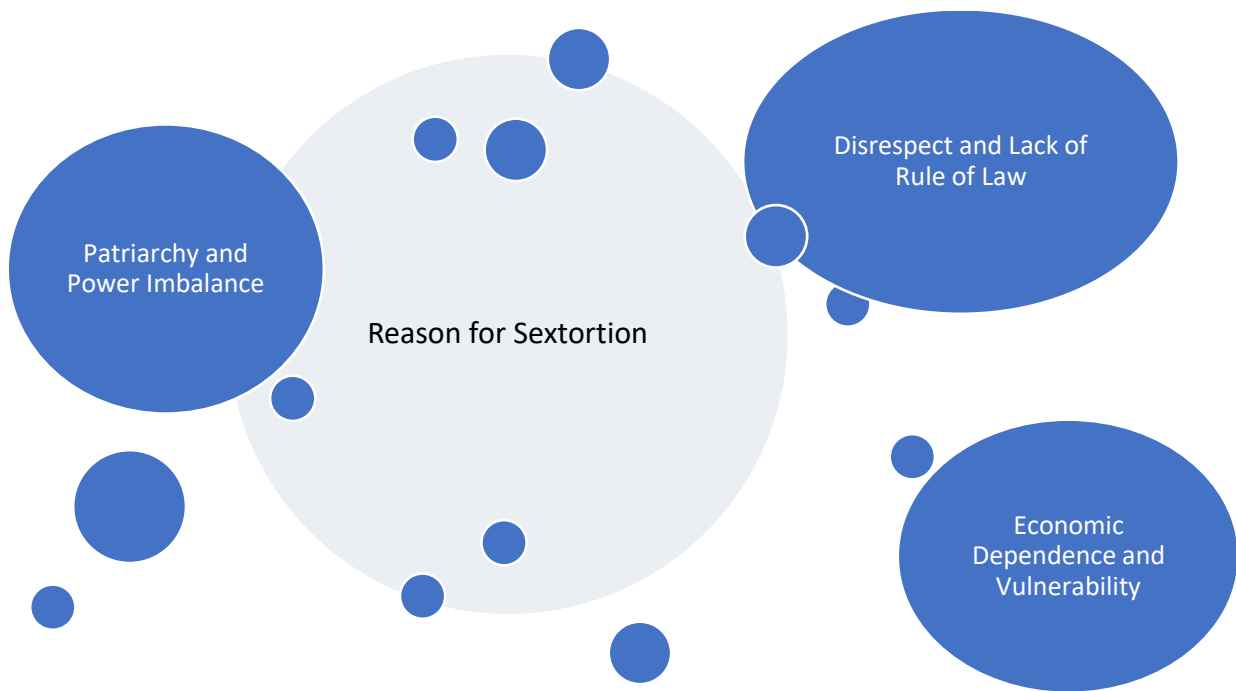 Disrespect and Lack of
Rule of Law
Patriarchy and
Power Imbalance
Reason for Sextortion
Economic
Dependence and
Vulnerability